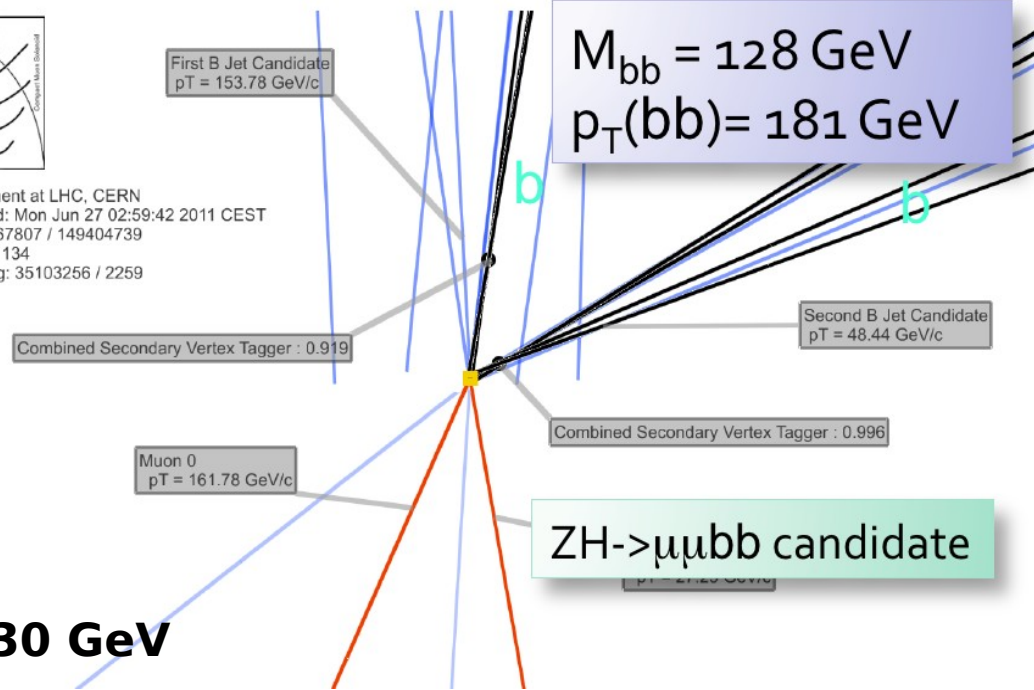 Compact Muon Solenoid
First B Jet Candidate
pT = 153.78 GeV/c
M_bb = 128 GeV
p_T(bb)= 181 GeV
b
b
ent at LHC, CERN
d: Mon Jun 27 02:59:42 2011 CEST
67807 / 149404739
134
g: 35103256 / 2259
Second B Jet Candidate
pT = 48.44 GeV/c
Combined Secondary Vertex Tagger : 0.919
Combined Secondary Vertex Tagger : 0.996
Muon 0
pT = 161.78 GeV/c
ZH->μμbb candidate
30 GeV